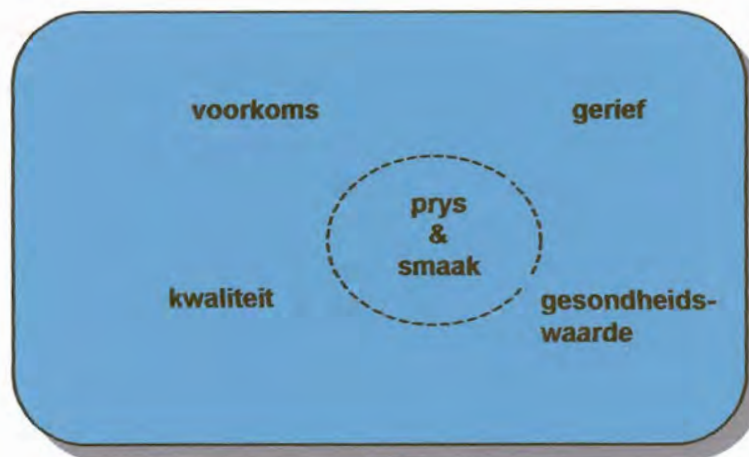 voorkoms
gerief
prys
&
smaak
kwaliteit
gesondheids-
waarde